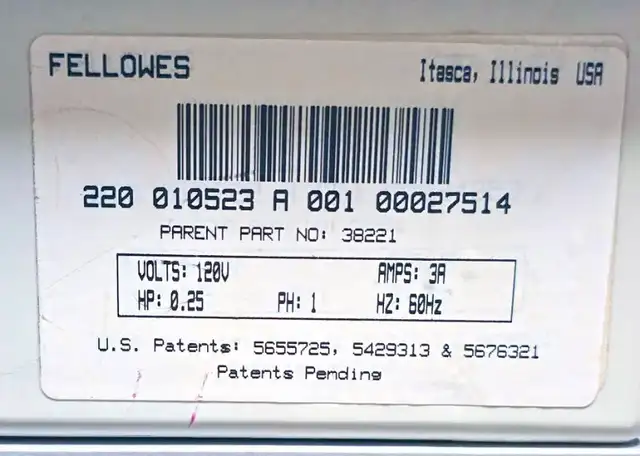 FELLOWES Itasca, Illinois USA
220 010523 A 001 00027514
PARENT PART NO: 38221
VOLTS: 120V AMPS: 3A
HP: 0.25 PH: 1 HZ: 60Hz
U.S. Patents: 5655725, 5429313 & 5676321
Patents Pending